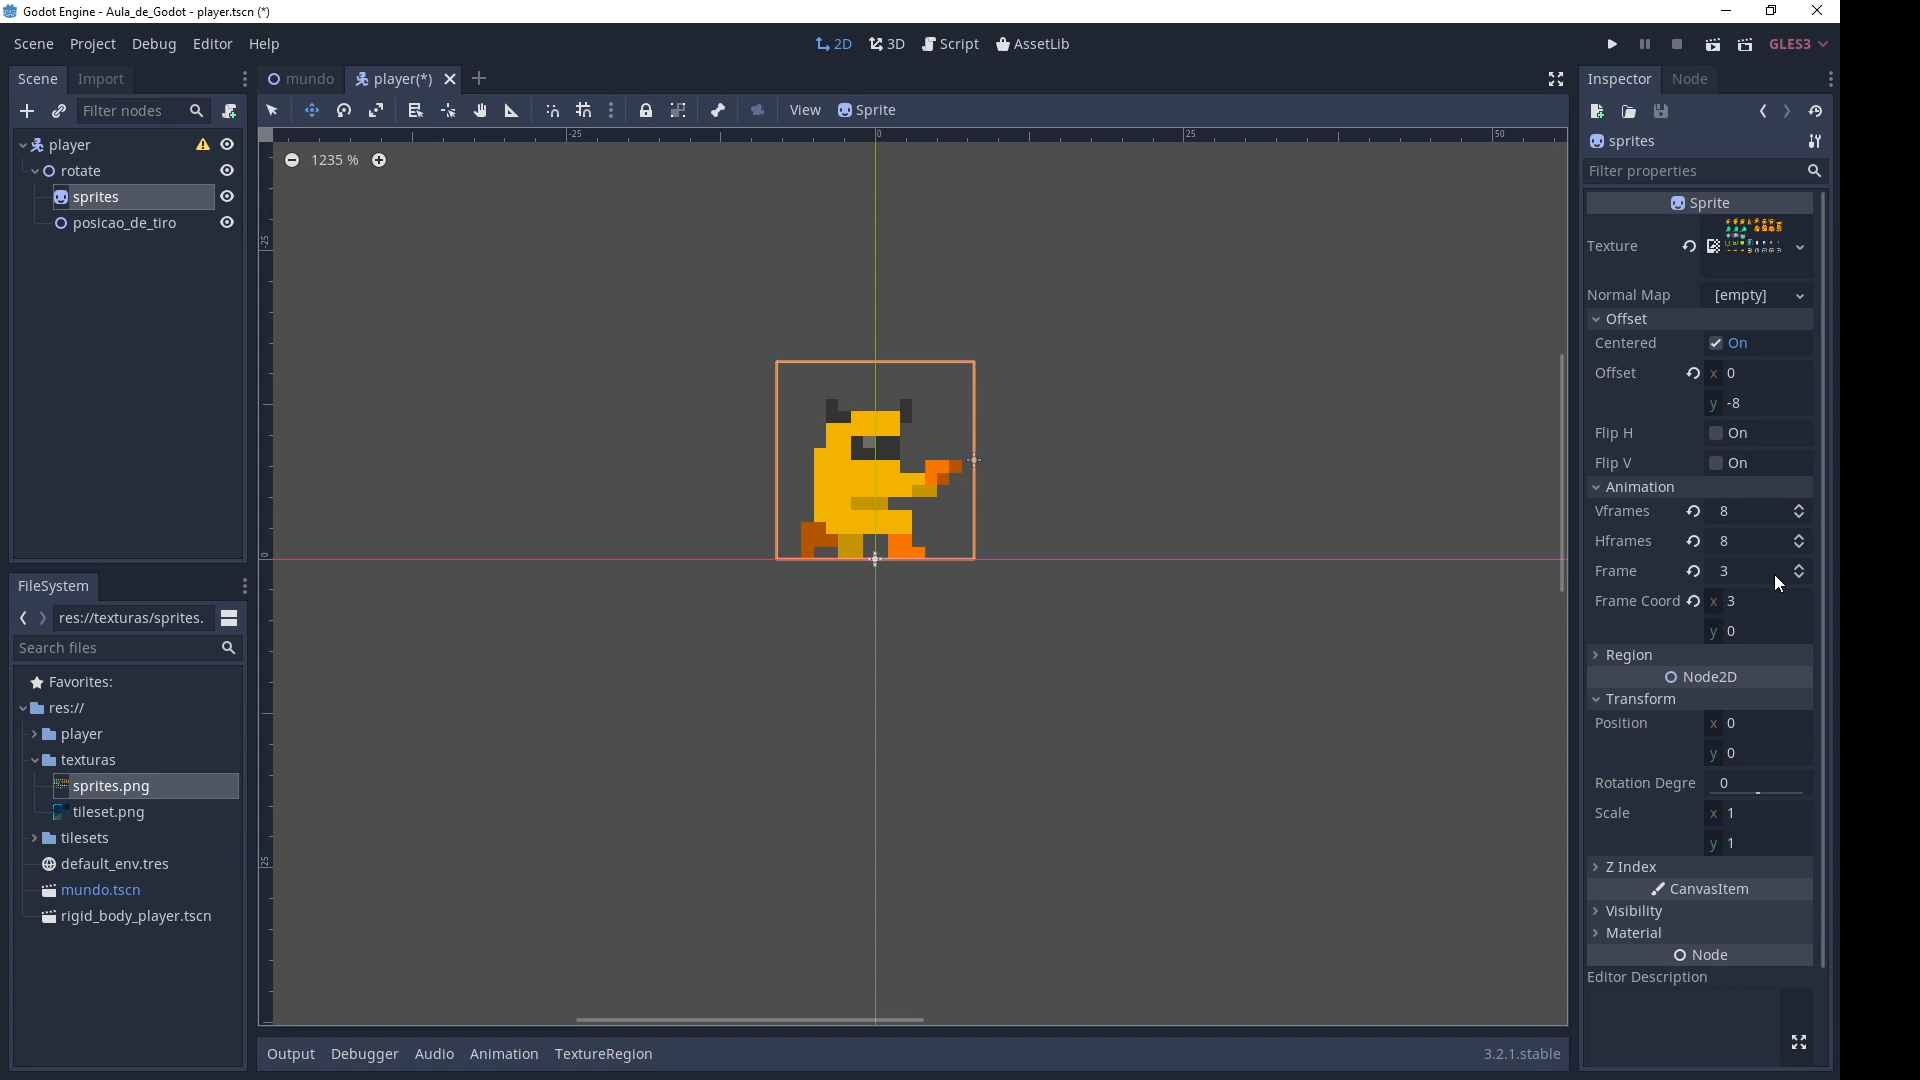 Godot Engine - Aula_de_Godot - player.tscn (*)
Scene Project Debug Editor Help
2D 3D Script AssetLib
GLES3
Scene Import
mundo player(*)
Inspector Node
Filter nodes
View Sprite
player
rotate
sprites
posicao_de_tiro
1235 %
-25 0 25 50
-25
0
25
sprites
Filter properties
Sprite
Texture
Normal Map [empty]
Offset
Centered On
Offset x 0
y -8
Flip H On
Flip V On
Animation
Vframes 8
Hframes 8
Frame 3
Frame Coord x 3
y 0
Region
Node2D
Transform
Position x 0
y 0
Rotation Degre 0
Scale x 1
y 1
Z Index
CanvasItem
Visibility
Material
Node
Editor Description
FileSystem
res://texturas/sprites.
Search files
Favorites:
res://
player
texturas
sprites.png
tileset.png
tilesets
default_env.tres
mundo.tscn
rigid_body_player.tscn
Output Debugger Audio Animation TextureRegion
3.2.1.stable